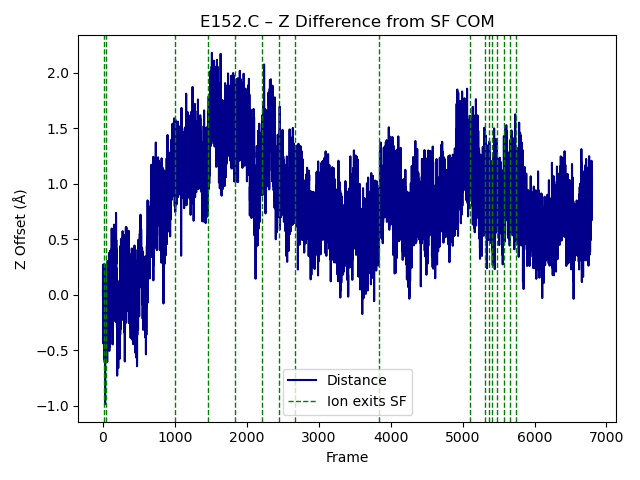 E152.C – Z Difference from SF COM
Z Offset (Å)
2.0
1.5
1.0
0.5
0.0
−0.5
−1.0
Distance
Ion exits SF
0 1000 2000 3000 4000 5000 6000 7000
Frame